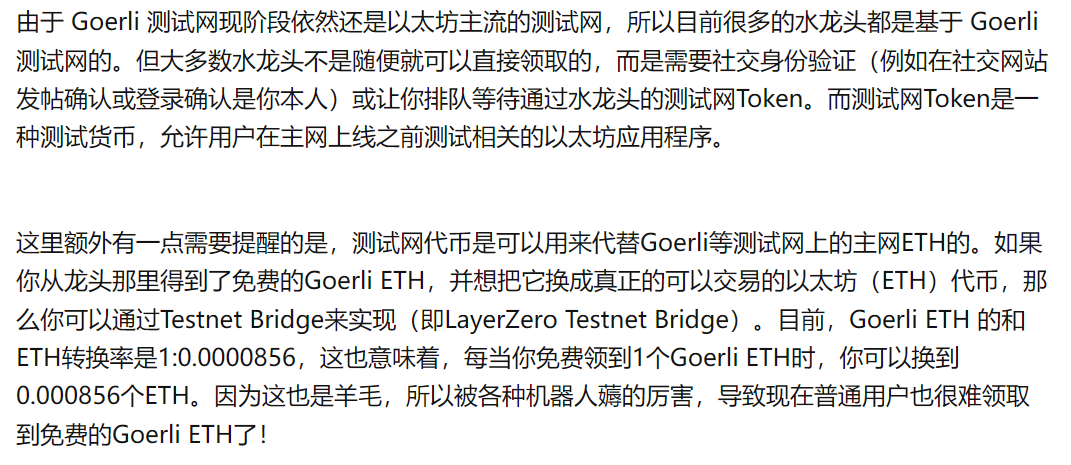 由于 Goerli 测试网现阶段依然还是以太坊主流的测试网，所以目前很多的水龙头都是基于 Goerli
测试网的。但大多数水龙头不是随便就可以直接领取的，而是需要社交身份验证（例如在社交网站
发帖确认或登录确认是你本人）或让你排队等待通过水龙头的测试网Token。而测试网Token是一
种测试货币，允许用户在主网上线之前测试相关的以太坊应用程序。
这里额外有一点需要提醒的是，测试网代币是可以用来代替Goerli等测试网上的主网ETH的。如果
你从龙头那里得到了免费的Goerli ETH，并想把它换成真正的可以交易的以太坊（ETH）代币，那
么你可以通过Testnet Bridge来实现（即LayerZero Testnet Bridge）。目前，Goerli ETH 的和
ETH转换率是1:0.0000856，这也意味着，每当你免费领到1个Goerli ETH时，你可以换到
0.000856个ETH。因为这也是羊毛，所以被各种机器人薅的厉害，导致现在普通用户也很难领取
到免费的Goerli ETH了！